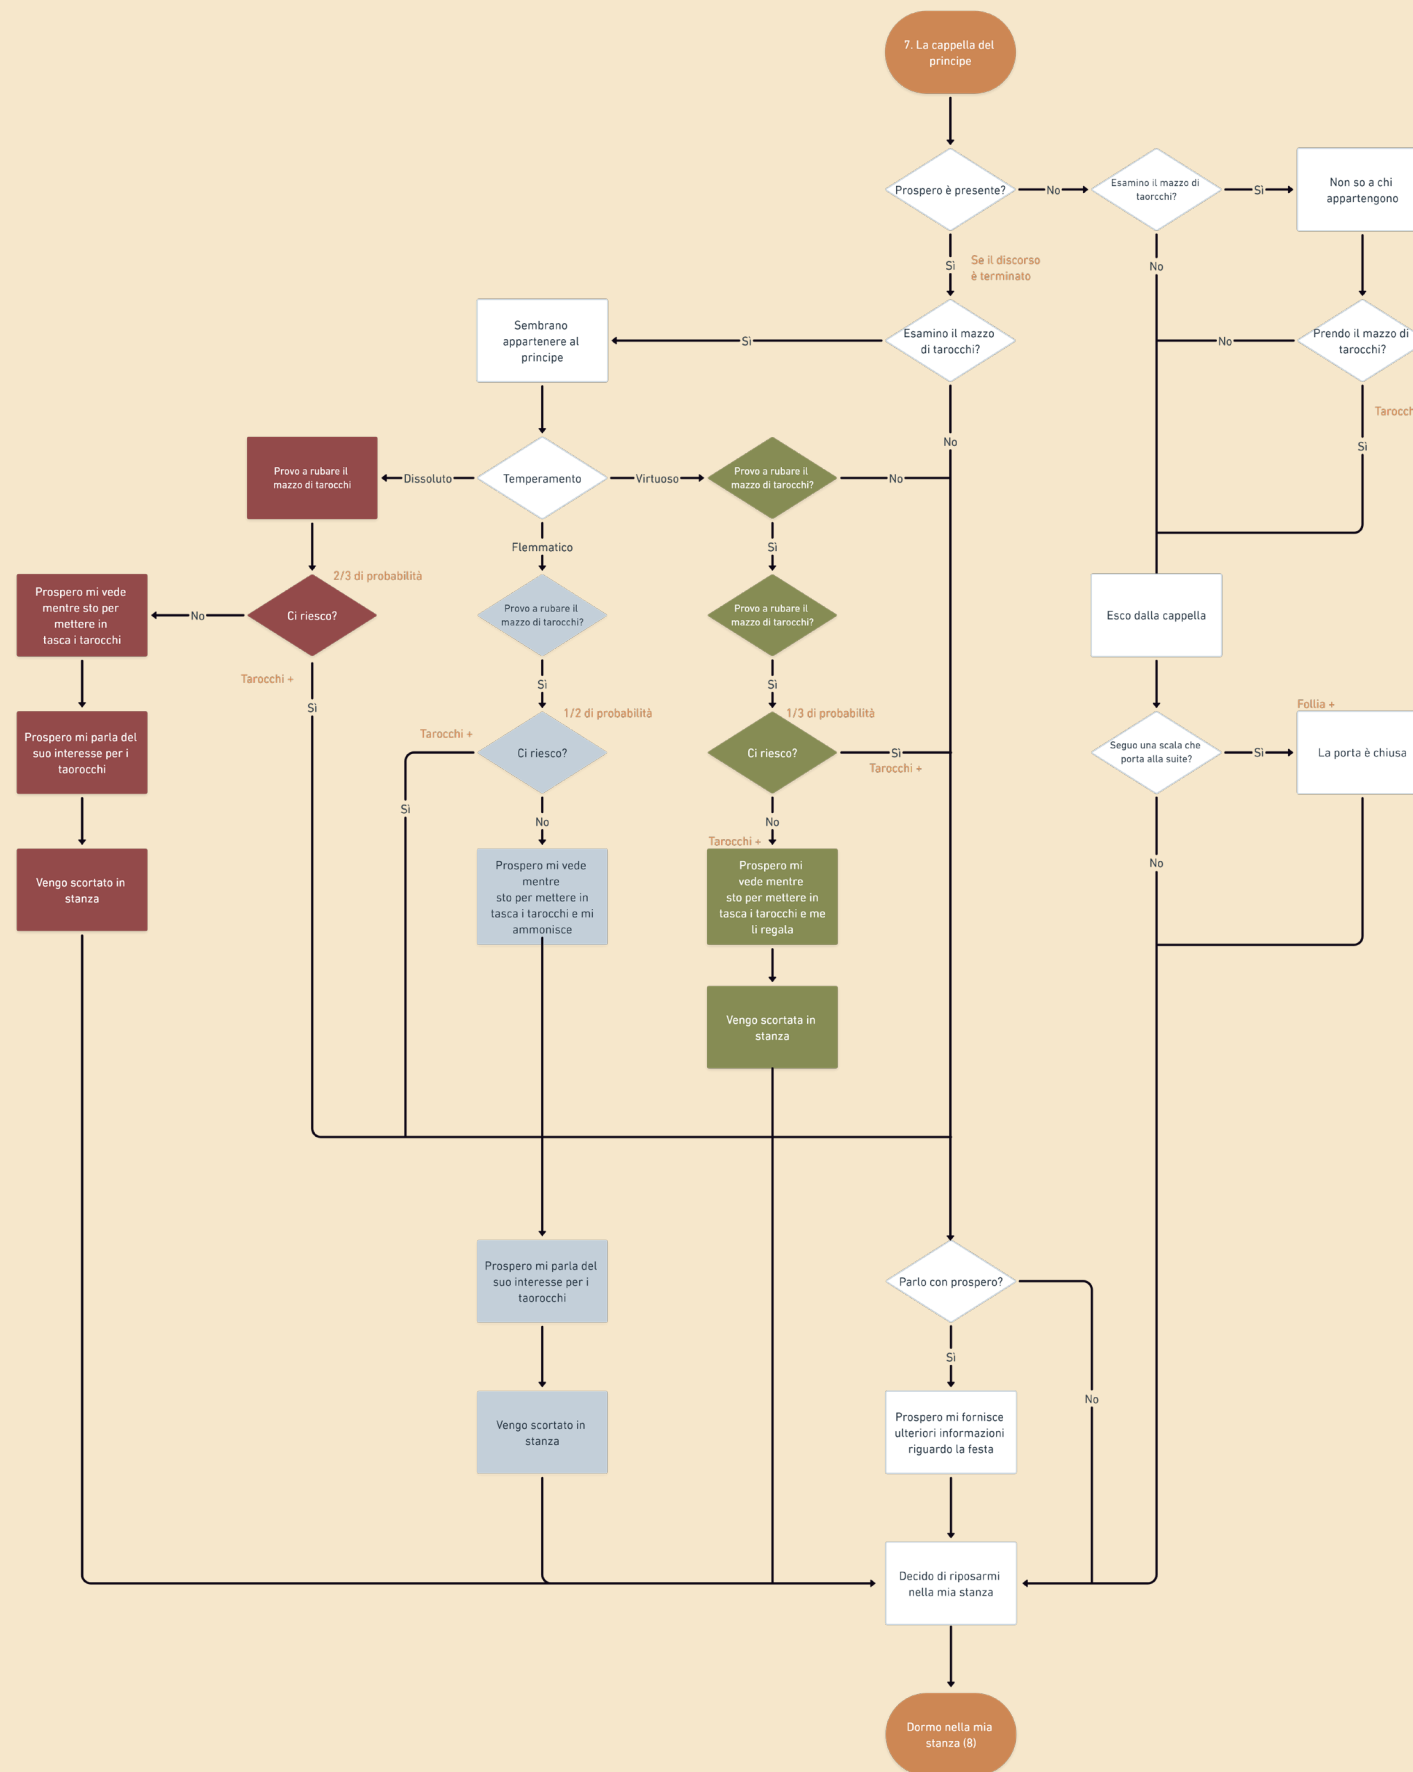 7. La cappella del
principe
Prospero è presente?
No
Esamino il mazzo di
taorcchi?
Sì
Non so a chi
appartengono
Sì
Se il discorso
è terminato
No
Sembrano
appartenere al
principe
Sì
Esamino il mazzo
di tarocchi?
No
Prendo il mazzo di
tarocchi?
Tarocch
Sì
No
Provo a rubare il
mazzo di tarocchi
Dissoluto
Temperamento
Virtuoso
Provo a rubare il
mazzo di tarocchi?
No
Flemmatico
Sì
2/3 di probabilità
Prospero mi vede
mentre sto per
mettere in
tasca i tarocchi
No
Ci riesco?
Provo a rubare il
mazzo di tarocchi?
Provo a rubare il
mazzo di tarocchi?
Esco dalla cappella
Tarocchi +
Sì
Sì
Sì
Prospero mi parla del
suo interesse per i
taorocchi
Tarocchi +
1/2 di probabilità
Ci riesco?
1/3 di probabilità
Ci riesco?
Sì
Tarocchi +
Seguo una scala che
porta alla suite?
Sì
Follia +
La porta è chiusa
Sì
No
No
Tarocchi +
No
Vengo scortato in
stanza
Prospero mi vede
mentre
sto per mettere in
tasca i tarocchi e mi
ammonisce
Prospero mi
vede mentre
sto per mettere in
tasca i tarocchi e me
li regala
Vengo scortata in
stanza
Prospero mi parla del
suo interesse per i
taorocchi
Parlo con prospero?
Sì
No
Vengo scortato in
stanza
Prospero mi fornisce
ulteriori informazioni
riguardo la festa
Decido di riposarmi
nella mia stanza
Dormo nella mia
stanza (8)